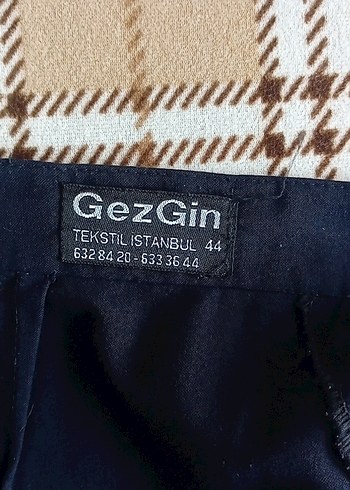 GezGin
TEKSTIL ISTANBUL 44
632 84 20 - 633 36 44